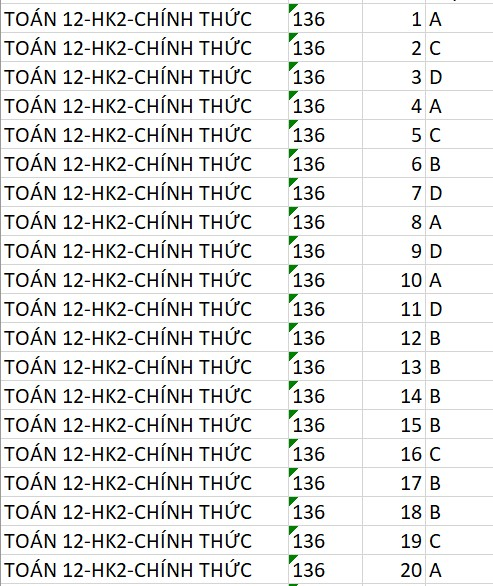 TOÁN 12-HK2-CHÍNH THỨC 136 1 A
TOÁN 12-HK2-CHÍNH THỨC 136 2 C
TOÁN 12-HK2-CHÍNH THỨC 136 3 D
TOÁN 12-HK2-CHÍNH THỨC 136 4 A
TOÁN 12-HK2-CHÍNH THỨC 136 5 C
TOÁN 12-HK2-CHÍNH THỨC 136 6 B
TOÁN 12-HK2-CHÍNH THỨC 136 7 D
TOÁN 12-HK2-CHÍNH THỨC 136 8 A
TOÁN 12-HK2-CHÍNH THỨC 136 9 D
TOÁN 12-HK2-CHÍNH THỨC 136 10 A
TOÁN 12-HK2-CHÍNH THỨC 136 11 D
TOÁN 12-HK2-CHÍNH THỨC 136 12 B
TOÁN 12-HK2-CHÍNH THỨC 136 13 B
TOÁN 12-HK2-CHÍNH THỨC 136 14 B
TOÁN 12-HK2-CHÍNH THỨC 136 15 B
TOÁN 12-HK2-CHÍNH THỨC 136 16 C
TOÁN 12-HK2-CHÍNH THỨC 136 17 B
TOÁN 12-HK2-CHÍNH THỨC 136 18 B
TOÁN 12-HK2-CHÍNH THỨC 136 19 C
TOÁN 12-HK2-CHÍNH THỨC 136 20 A